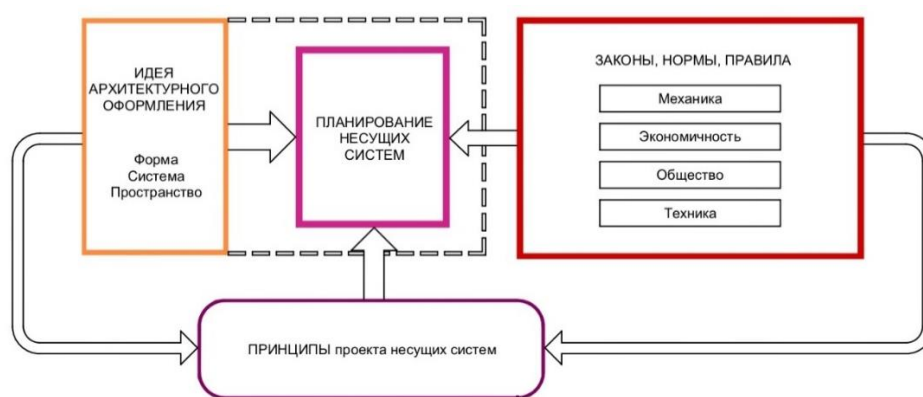 ИДЕЯ
АРХИТЕКТУРНОГО
ОФОРМЛЕНИЯ
Форма
Система
Пространство
ПЛАНИРОВАНИЕ
НЕСУЩИХ
СИСТЕМ
ЗАКОНЫ, НОРМЫ, ПРАВИЛА
Механика
Экономичность
Общество
Техника
ПРИНЦИПЫ проекта несущих систем